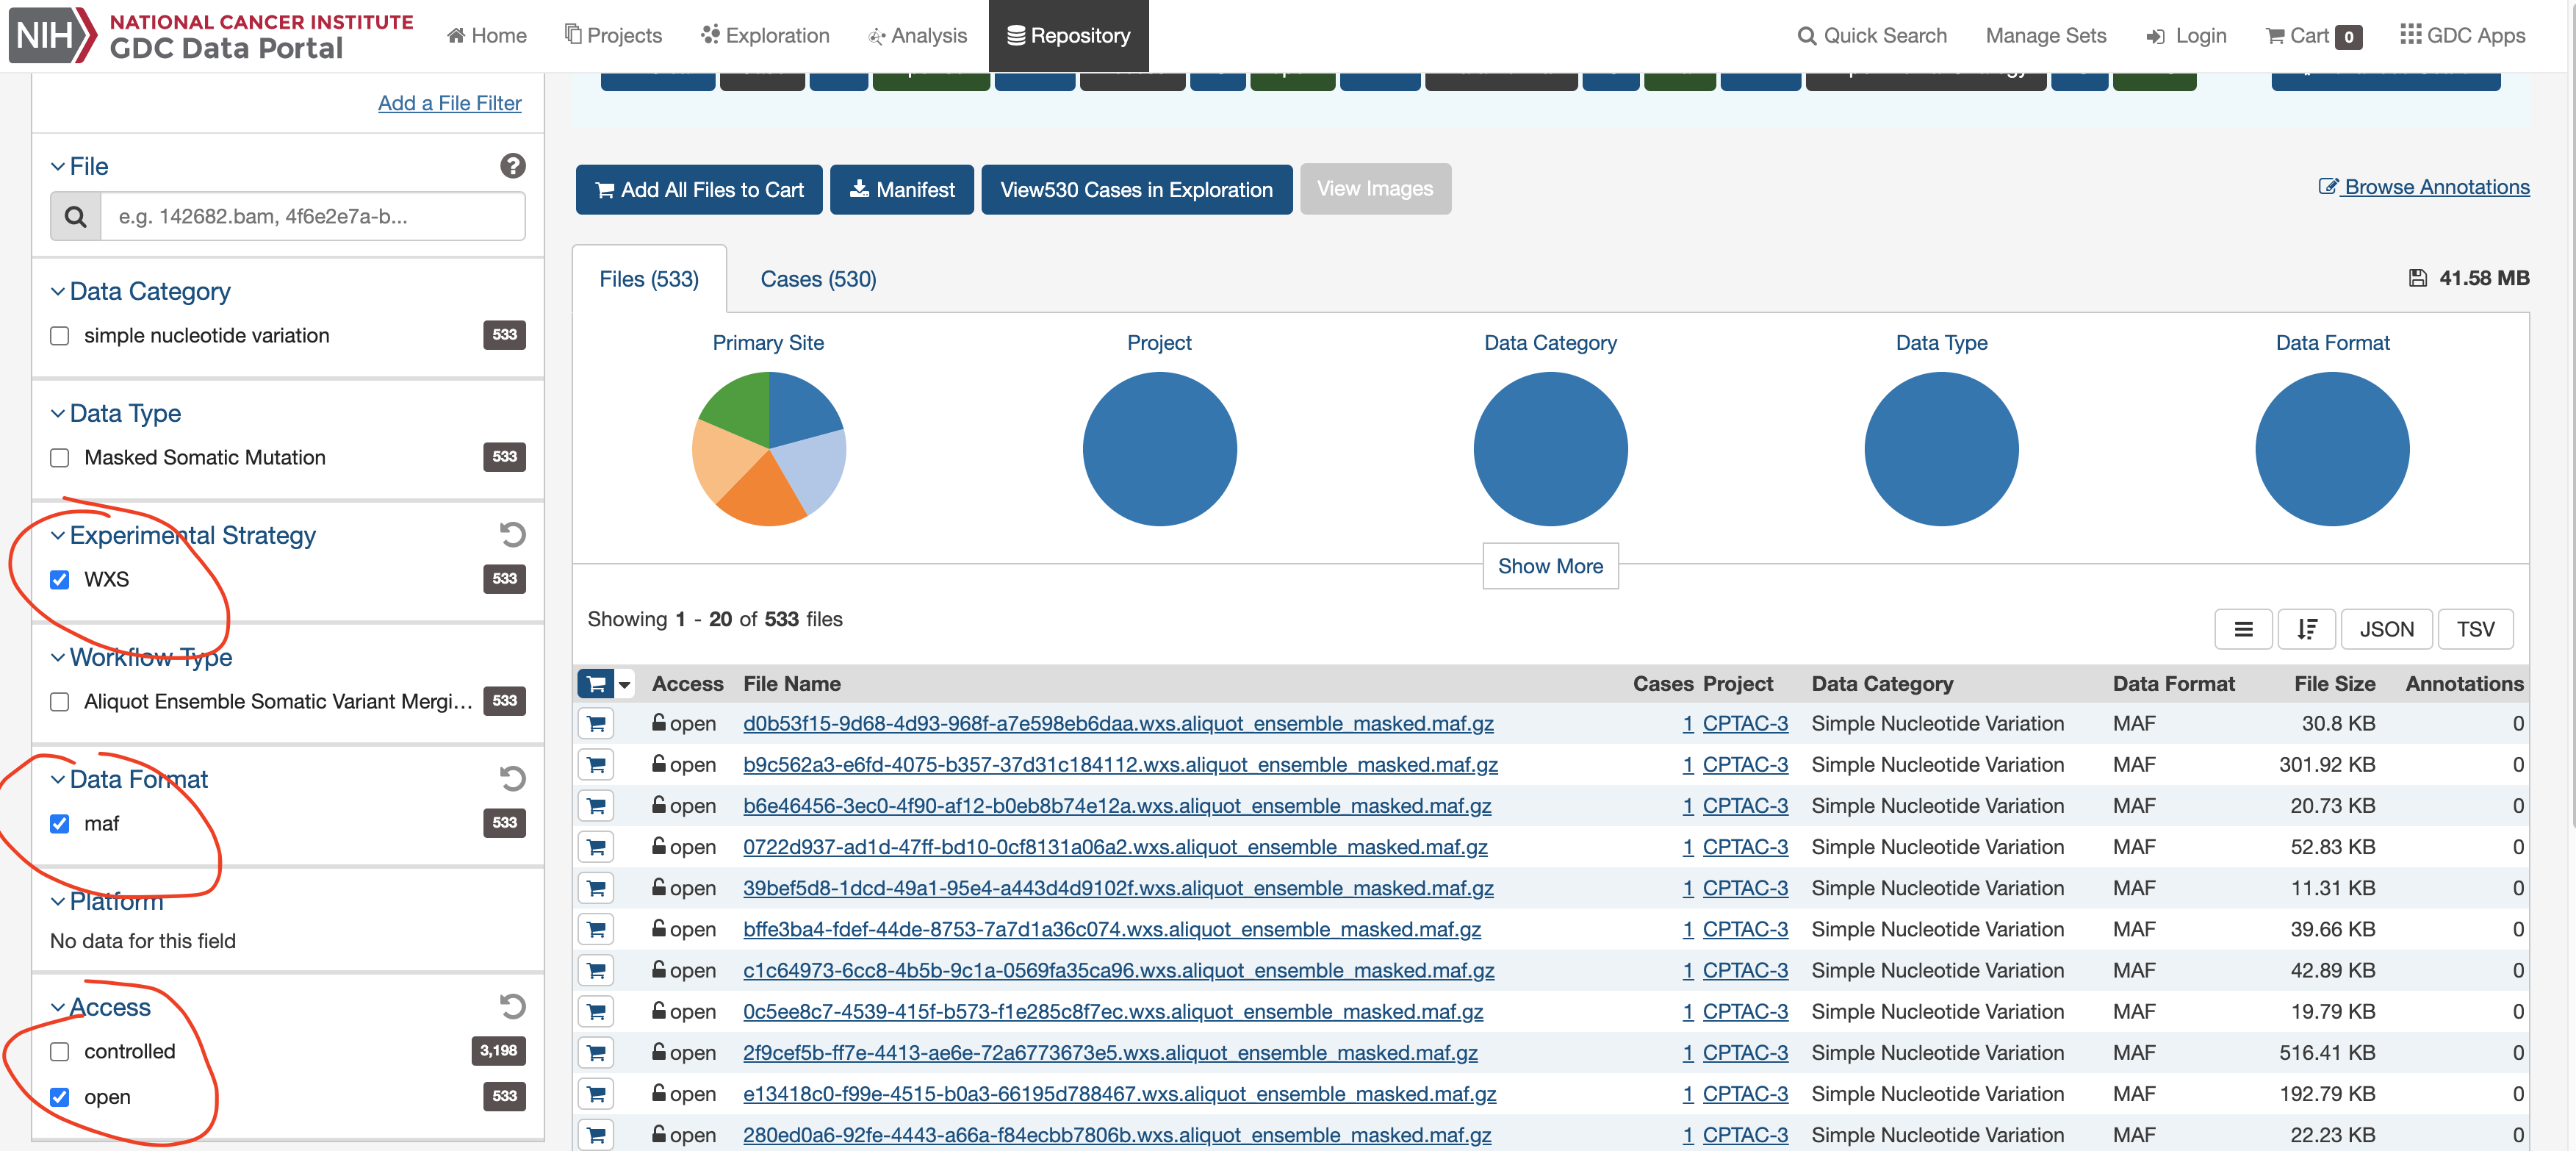 NIH NATIONAL CANCER INSTITUTE
GDC Data Portal
Home Projects Exploration Analysis Repository Quick Search Manage Sets Login Cart 0 GDC Apps
Add a File Filter
File ?
e.g. 142682.bam, 4f6e2e7a-b...
Data Category
simple nucleotide variation 533
Data Type
Masked Somatic Mutation 533
Experimental Strategy
WXS 533
Workflow Type
Aliquot Ensemble Somatic Variant Mergi... 533
Data Format
maf 533
Platform
No data for this field
Access
controlled 3,198
open 533
Add All Files to Cart Manifest View530 Cases in Exploration View Images Browse Annotations
Files (533) Cases (530) 41.58 MB
Primary Site Project Data Category Data Type Data Format
Show More
Showing 1 - 20 of 533 files
JSON TSV
Access File Name Cases Project Data Category Data Format File Size Annotations
open d0b53f15-9d68-4d93-968f-a7e598eb6daa.wxs.aliquot_ensemble_masked.maf.gz 1 CPTAC-3 Simple Nucleotide Variation MAF 30.8 KB 0
open b9c562a3-e6fd-4075-b357-37d31c184112.wxs.aliquot_ensemble_masked.maf.gz 1 CPTAC-3 Simple Nucleotide Variation MAF 301.92 KB 0
open b6e46456-3ec0-4f90-af12-b0eb8b74e12a.wxs.aliquot_ensemble_masked.maf.gz 1 CPTAC-3 Simple Nucleotide Variation MAF 20.73 KB 0
open 0722d937-ad1d-47ff-bd10-0cf8131a06a2.wxs.aliquot_ensemble_masked.maf.gz 1 CPTAC-3 Simple Nucleotide Variation MAF 52.83 KB 0
open 39bef5d8-1dcd-49a1-95e4-a443d4d9102f.wxs.aliquot_ensemble_masked.maf.gz 1 CPTAC-3 Simple Nucleotide Variation MAF 11.31 KB 0
open bffe3ba4-fdef-44de-8753-7a7d1a36c074.wxs.aliquot_ensemble_masked.maf.gz 1 CPTAC-3 Simple Nucleotide Variation MAF 39.66 KB 0
open c1c64973-6cc8-4b5b-9c1a-0569fa35ca96.wxs.aliquot_ensemble_masked.maf.gz 1 CPTAC-3 Simple Nucleotide Variation MAF 42.89 KB 0
open 0c5ee8c7-4539-415f-b573-f1e285c8f7ec.wxs.aliquot_ensemble_masked.maf.gz 1 CPTAC-3 Simple Nucleotide Variation MAF 19.79 KB 0
open 2f9cef5b-ff7e-4413-ae6e-72a6773673e5.wxs.aliquot_ensemble_masked.maf.gz 1 CPTAC-3 Simple Nucleotide Variation MAF 516.41 KB 0
open e13418c0-f99e-4515-b0a3-66195d788467.wxs.aliquot_ensemble_masked.maf.gz 1 CPTAC-3 Simple Nucleotide Variation MAF 192.79 KB 0
open 280ed0a6-92fe-4443-a66a-f84ecbb7806b.wxs.aliquot_ensemble_masked.maf.gz 1 CPTAC-3 Simple Nucleotide Variation MAF 22.23 KB 0